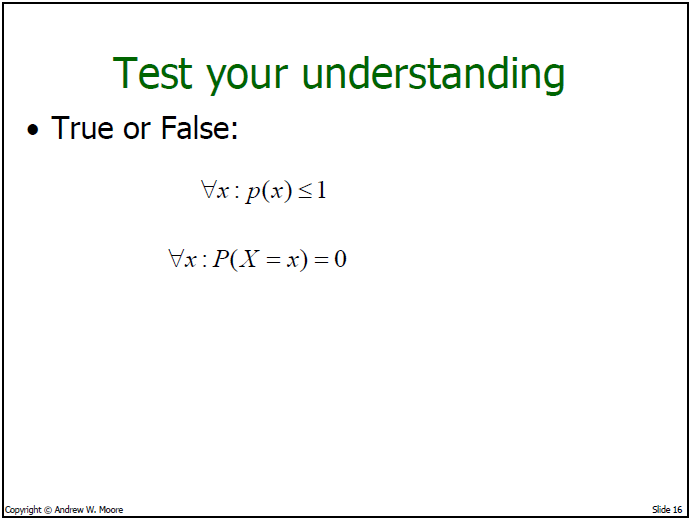 Test your understanding
• True or False:
∀x : p(x) ≤ 1
∀x : P(X = x) = 0
Copyright © Andrew W. Moore
Slide 16